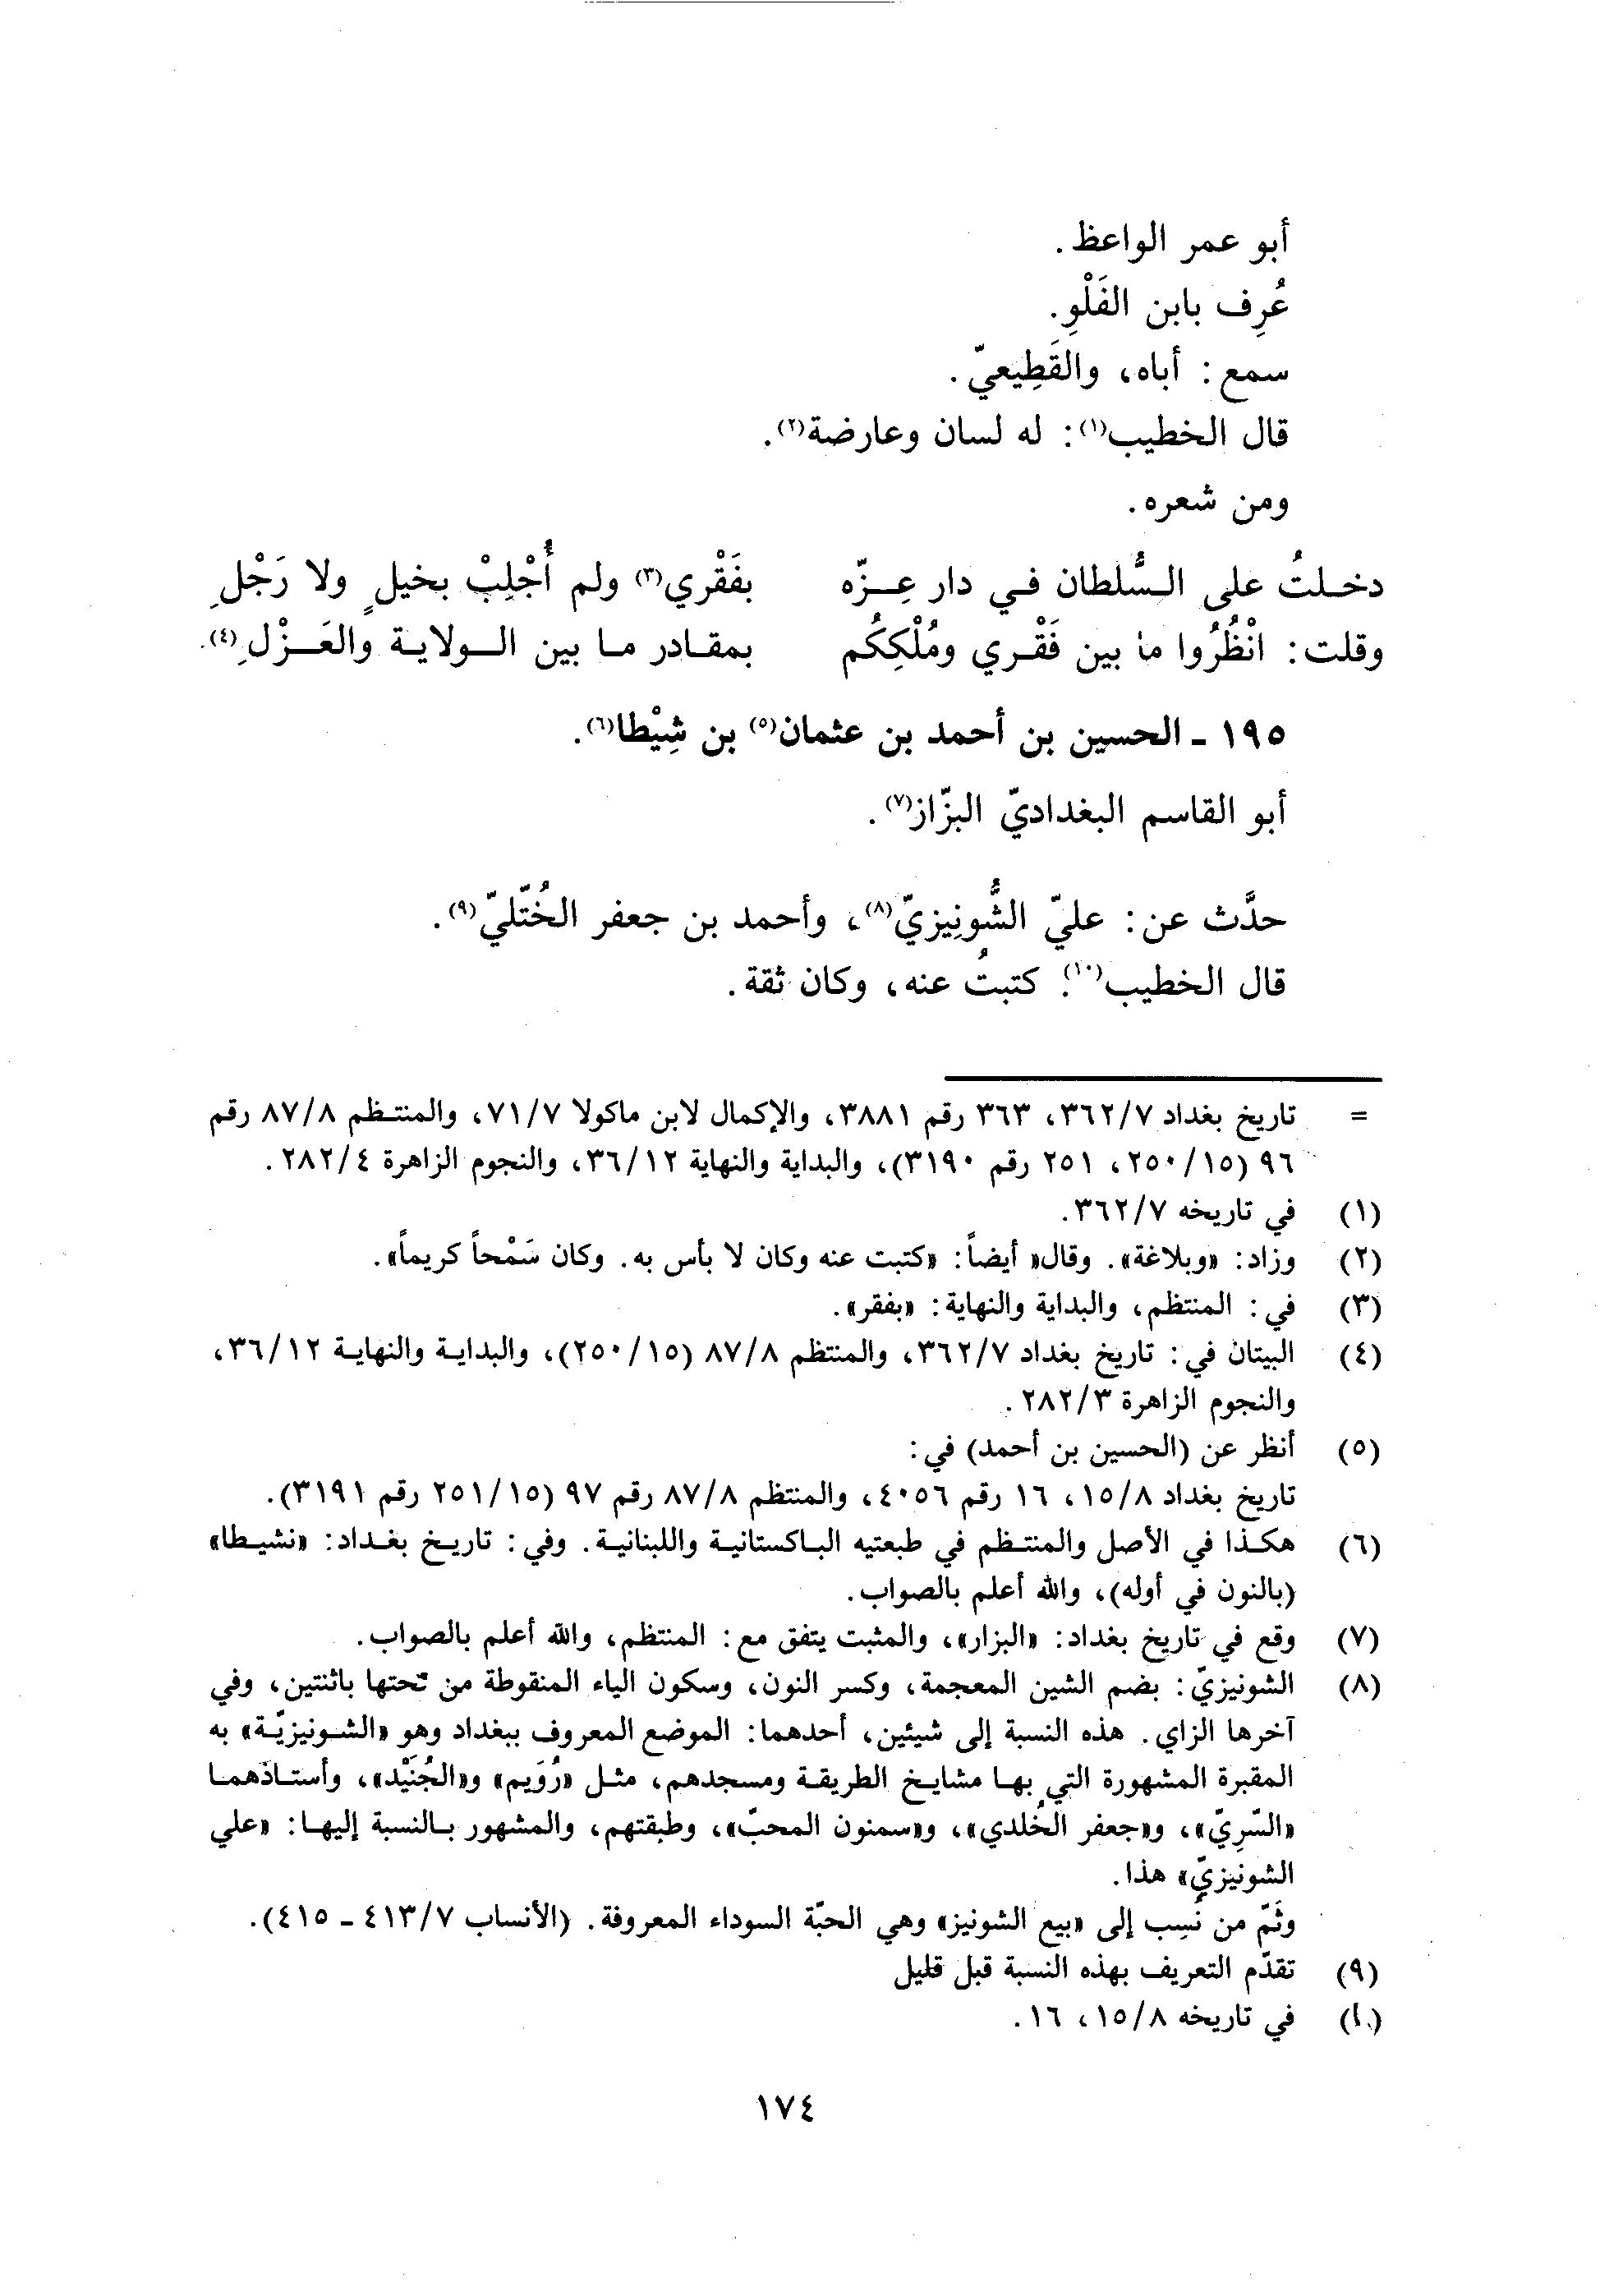 أبو عمر الواعظ.
عُرِف بابن الفَلْوِ.
سمع: أباه، والقَطِيعيّ.
قال الخطيب(١): له لسان وعارضة(٢).
ومن شعره.
دخلتُ على السُّلطان في دار عِزّه بفَقْري(٣) ولم أُجْلِبْ بخيلٍ ولا رَجْلِ
وقلت: انْظُرُوا ما بين فَقْري ومُلْكِكُم بمقادر ما بين الولاية والعَزْلِ(٤).
١٩٥ ـ الحسين بن أحمد بن عثمان(٥) بن شِيْطا(٦).
أبو القاسم البغداديّ البزّاز(٧).
حدَّث عن: عليّ الشُّونِيزيّ(٨)، وأحمد بن جعفر الخُتّليّ(٩).
قال الخطيب(١٠): كتبتُ عنه، وكان ثقة.
= تاريخ بغداد ٣٦٢/٧، ٣٦٣ رقم ٣٨٨١، والإكمال لابن ماكولا ٧١/٧، والمنتظم ٨٧/٨ رقم
٩٦ (٢٥٠/١٥، ٢٥١ رقم ٣١٩٠)، والبداية والنهاية ٣٦/١٢، والنجوم الزاهرة ٢٨٢/٤.
(١) في تاريخه ٣٦٢/٧.
(٢) وزاد: «وبلاغة». وقال« أيضاً: «كتبت عنه وكان لا بأس به. وكان سَمْحاً كريماً».
(٣) في: المنتظم، والبداية والنهاية: «بفقر».
(٤) البيتان في: تاريخ بغداد ٣٦٢/٧، والمنتظم ٨٧/٨ (٢٥٠/١٥)، والبداية والنهاية ٣٦/١٢،
والنجوم الزاهرة ٢٨٢/٣.
(٥) أنظر عن (الحسين بن أحمد) في:
تاريخ بغداد ١٥/٨، ١٦ رقم ٤٠٥٦، والمنتظم ٨٧/٨ رقم ٩٧ (٢٥١/١٥ رقم ٣١٩١).
(٦) هكذا في الأصل والمنتظم في طبعتيه الباكستانية واللبنانية. وفي: تاريخ بغداد: «نشيطا»
(بالنون في أوله)، والله أعلم بالصواب.
(٧) وقع في تاريخ بغداد: «البزار»، والمثبت يتفق مع: المنتظم، والله أعلم بالصواب.
(٨) الشونيزيّ: بضم الشين المعجمة، وكسر النون، وسكون الياء المنقوطة من تحتها باثنتين، وفي
آخرها الزاي. هذه النسبة إلى شيئين، أحدهما: الموضع المعروف ببغداد وهو «الشونيزيّة» به
المقبرة المشهورة التي بها مشايخ الطريقة ومسجدهم، مثل «رُوَيم» و«الجُنَيْد»، وأستاذهما
«السّرِيّ»، و«جعفر الخُلدي»، و«سمنون المحبّ»، وطبقتهم، والمشهور بالنسبة إليها: «علي
الشونيزيّ» هذا.
وثَمّ من نُسِب إلى «بيع الشونيز» وهي الحبّة السوداء المعروفة. (الأنساب ٤١٣/٧ ـ ٤١٥).
(٩) تقدّم التعريف بهذه النسبة قبل قليل
(١٠) في تاريخه ١٥/٨، ١٦.
١٧٤